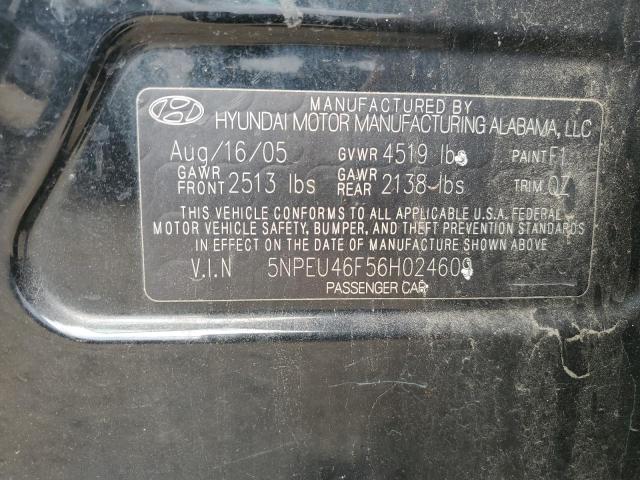 MANUFACTURED BY
HYUNDAI MOTOR MANUFACTURING ALABAMA, LLC
Aug/16/05 GVWR 4519 lbs PAINT F1
GAWR FRONT 2513 lbs GAWR REAR 2138 lbs TRIM QZ
THIS VEHICLE CONFORMS TO ALL APPLICABLE U.S.A. FEDERAL
MOTOR VEHICLE SAFETY, BUMPER, AND THEFT STANDARDS
IN EFFECT ON THE DATE OF MANUFACTURE SHOWN ABOVE
V.I.N 5NPEU46F56H024609
PASSENGER CAR